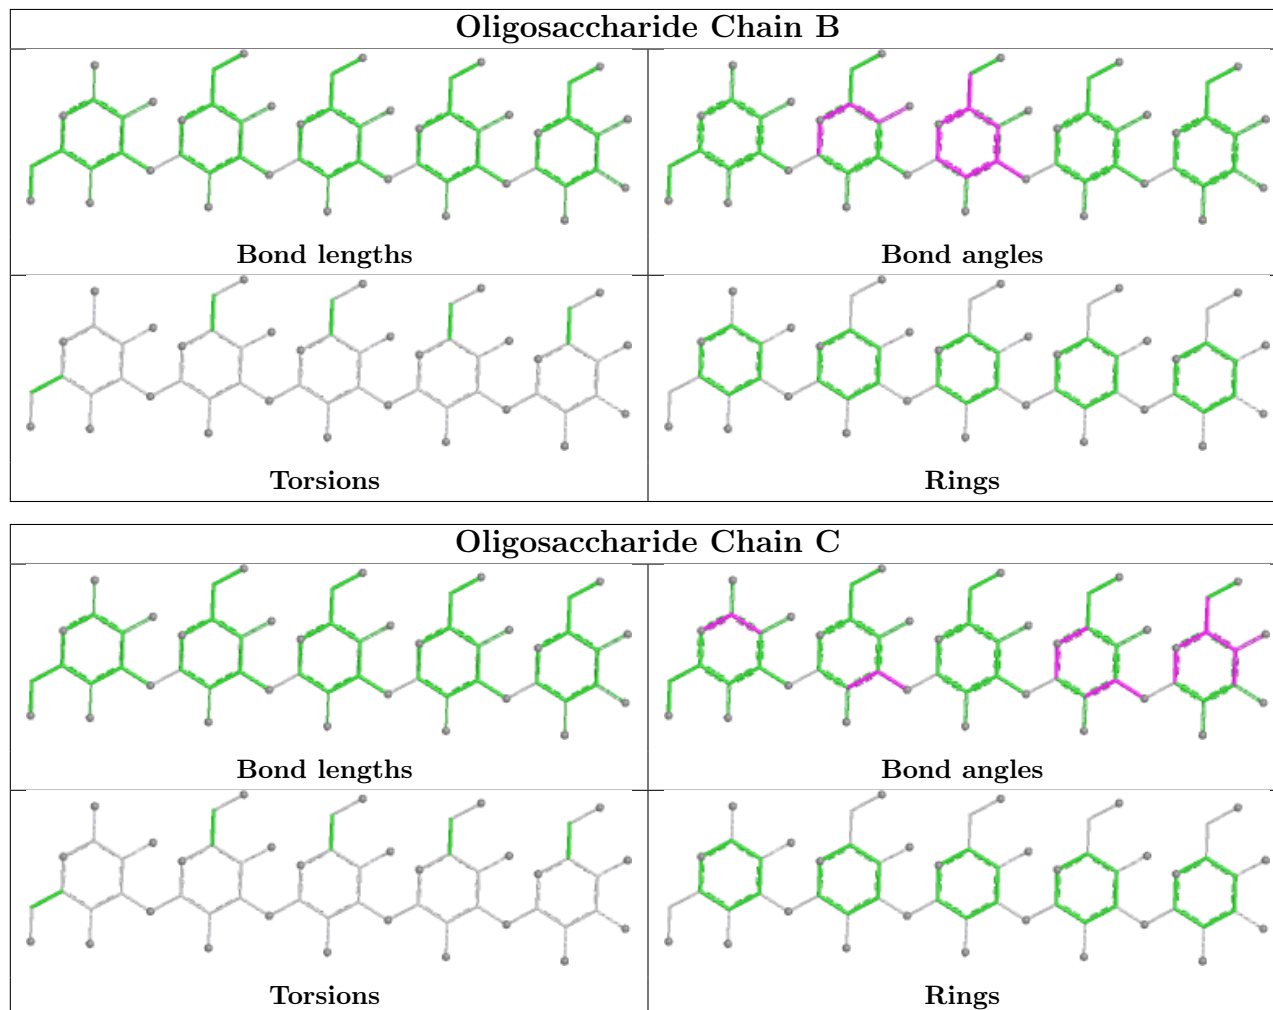 Oligosaccharide Chain B
Bond lengths
Bond angles
Torsions
Rings
Oligosaccharide Chain C
Bond lengths
Bond angles
Torsions
Rings